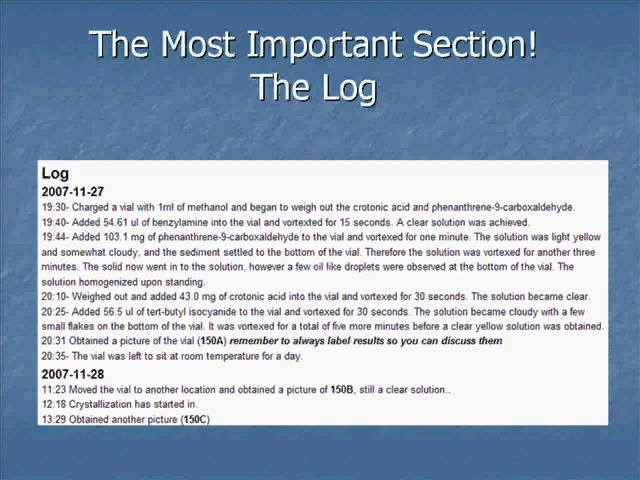 The Most Important Section!
The Log
Log
2007-11-27
19:30- Charged a vial with 1ml of methanol and began to weigh out the crotonic acid and phenanthrene-9-carboxaldehyde.
19:40- Added 54.61 ul of benzylamine into the vial and vortexted for 15 seconds. A clear solution was achieved.
19:44- Added 103.1 mg of phenanthrene-9-carboxaldehyde to the vial and vortexed for one minute. The solution was light yellow
and somewhat cloudy, and the sediment settled to the bottom of the vial. Therefore the solution was vortexed for another three
minutes. The solid now went in to the solution, however a few oil like droplets were observed at the bottom of the vial. The
solution homogenized upon standing.
20:10- Weighed out and added 43.0 mg of crotonic acid into the vial and vortexed for 30 seconds. The solution became clear.
20:25- Added 56.5 ul of tert-butyl isocyanide to the vial and vortexed for 30 seconds. The solution became cloudy with a few
small flakes on the bottom of the vial. It was vortexed for a total of five more minutes before a clear yellow solution was obtained.
20:31 Obtained a picture of the vial (150A) remember to always label results so you can discuss them
20:35- The vial was left to sit at room temperature for a day.
2007-11-28
11:23 Moved the vial to another location and obtained a picture of 150B, still a clear solution..
12:18 Crystallization has started in.
13:29 Obtained another picture (150C)